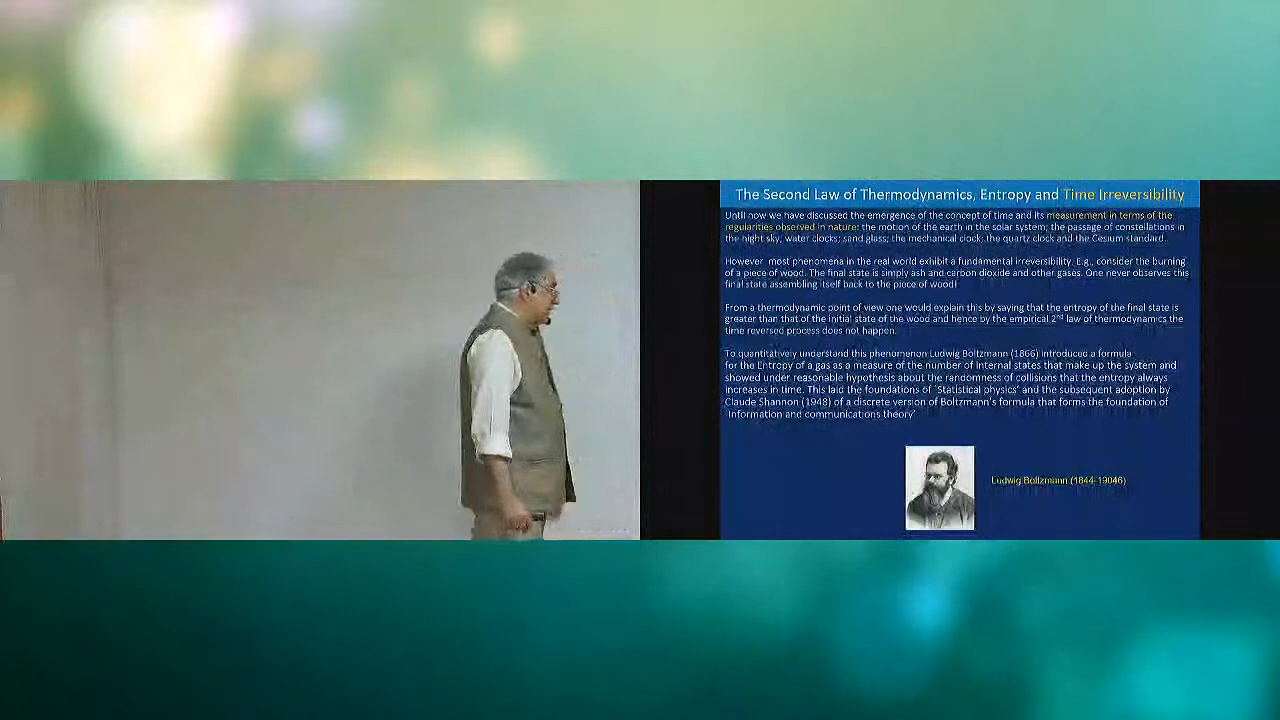 The Second Law of Thermodynamics, Entropy and Time Irreversibility
Until now we have discussed the emergence of the concept of time and its measurement in terms of the
regularities observed in nature: the motion of the earth in the solar system; the passage of constellations in
the night sky, water clocks; sand glass; the mechanical clock; the quartz clock and the Cesium standard.
However most phenomena in the real world exhibit a fundamental irreversibility. E.g., consider the burning
of a piece of wood. The final state is simply ash and carbon dioxide and other gases. One never observes this
final state assembling itself back to the piece of wood!
From a thermodynamic point of view one would explain this by saying that the entropy of the final state is
greater than that of the initial state of the wood and hence by the empirical 2nd law of thermodynamics the
time reversed process does not happen.
To quantitatively understand this phenomenon Ludwig Boltzmann (1866) introduced a formula
for the Entropy of a gas as a measure of the number of internal states that make up the system and
showed under reasonable hypothesis about the randomness of collisions that the entropy always
increases in time. This laid the foundations of 'Statistical physics' and the subsequent adoption by
Claude Shannon (1948) of a discrete version of Boltzmann's formula that forms the foundation of
'Information and communications theory'
Ludwig Boltzmann (1844-19046)